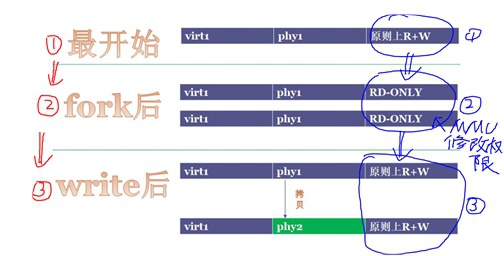 ① 最开始 virt1 phy1 原则上R+W ①
② fork后 virt1 phy1 RD-ONLY ②
virt1 phy1 RD-ONLY MMU
修改权
限
③ write后 virt1 phy1 原则上R+W ③
拷
贝
virt1 phy2 原则上R+W